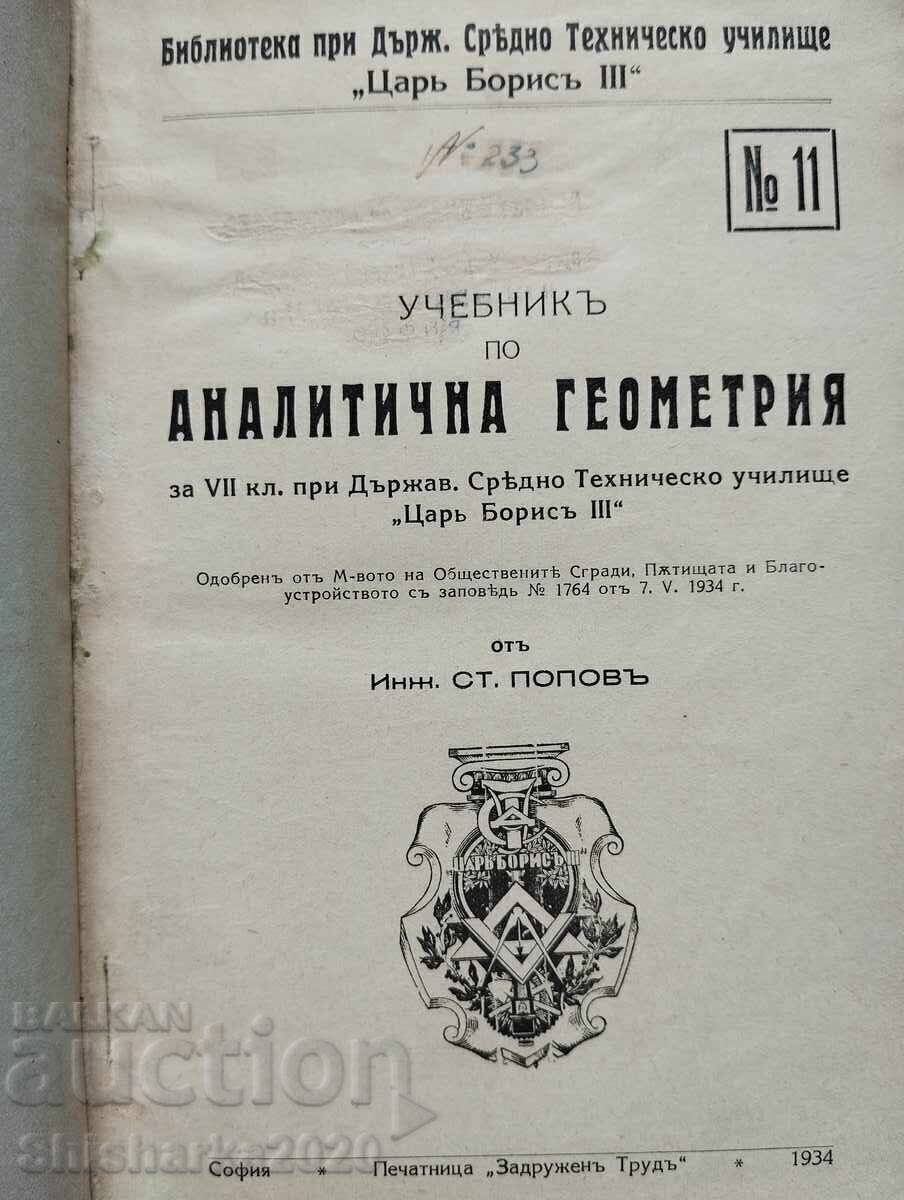 Библиотека при Държ. Срѣдно Техническо училище
„Царь Борисъ III“
№ 233
№ 11
УЧЕБНИКЪ
ПО
АНАЛИТИЧНА ГЕОМЕТРИЯ
за VII кл. при Държав. Срѣдно Техническо училище
„Царь Борисъ III“
Одобренъ отъ М-вото на Общественитѣ Сгради, Пѫтищата и Благо-
устройството съ заповѣдь № 1764 отъ 7. V. 1934 г.
отъ
Инж. СТ. ПОПОВЪ
„ЦАРЬ БОРИСЪ III“
BALKAN
auction
Shisharka2020
София * Печатница „Задруженъ Трудъ“ * 1934